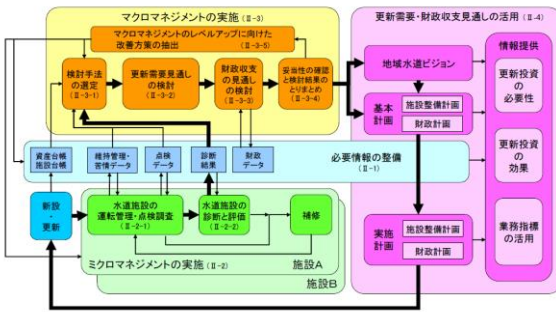 マクロマネジメントの実施(Ⅱ-3)
マクロマネジメントのレベルアップに向けた
改善方策の抽出 (Ⅱ-3-5)
検討手法
の選定
(Ⅱ-3-1)
更新需要見通し
の検討
(Ⅱ-3-2)
財政収支
の見通し
の検討
(Ⅱ-3-3)
妥当性の確認
と検討結果の
とりまとめ
(Ⅱ-3-4)
資産台帳
施設台帳
維持管理・
苦情データ
点検
データ
診断
結果
財政
データ
必要情報の整備
(Ⅱ-1)
新設
・
更新
水道施設の
運転管理・点検調査
(Ⅱ-2-1)
水道施設の
診断と評価
(Ⅱ-2-2)
補修
ミクロマネジメントの実施(Ⅱ-2)
施設A
施設B
更新需要・財政収支見通しの活用(Ⅱ-4)
地域水道ビジョン
基本
計画
施設整備計画
財政計画
実施
計画
施設整備計画
財政計画
情報提供
更新投資
の
必要性
更新投資
の
効果
業務指標
の活用